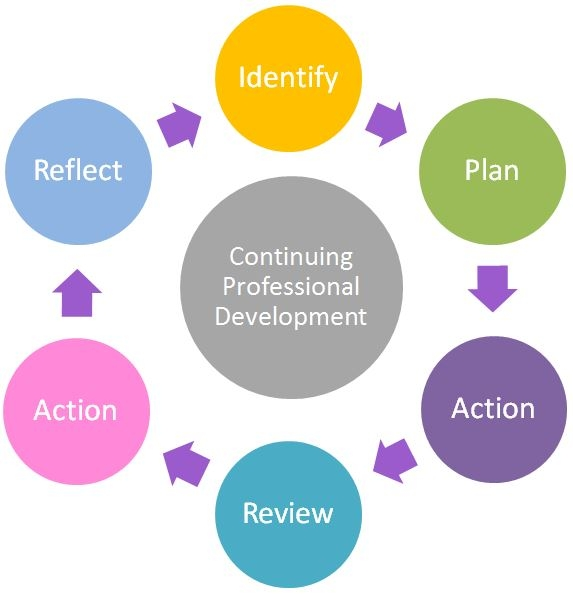 Identify
Plan
Action
Review
Action
Reflect
Continuing
Professional
Development